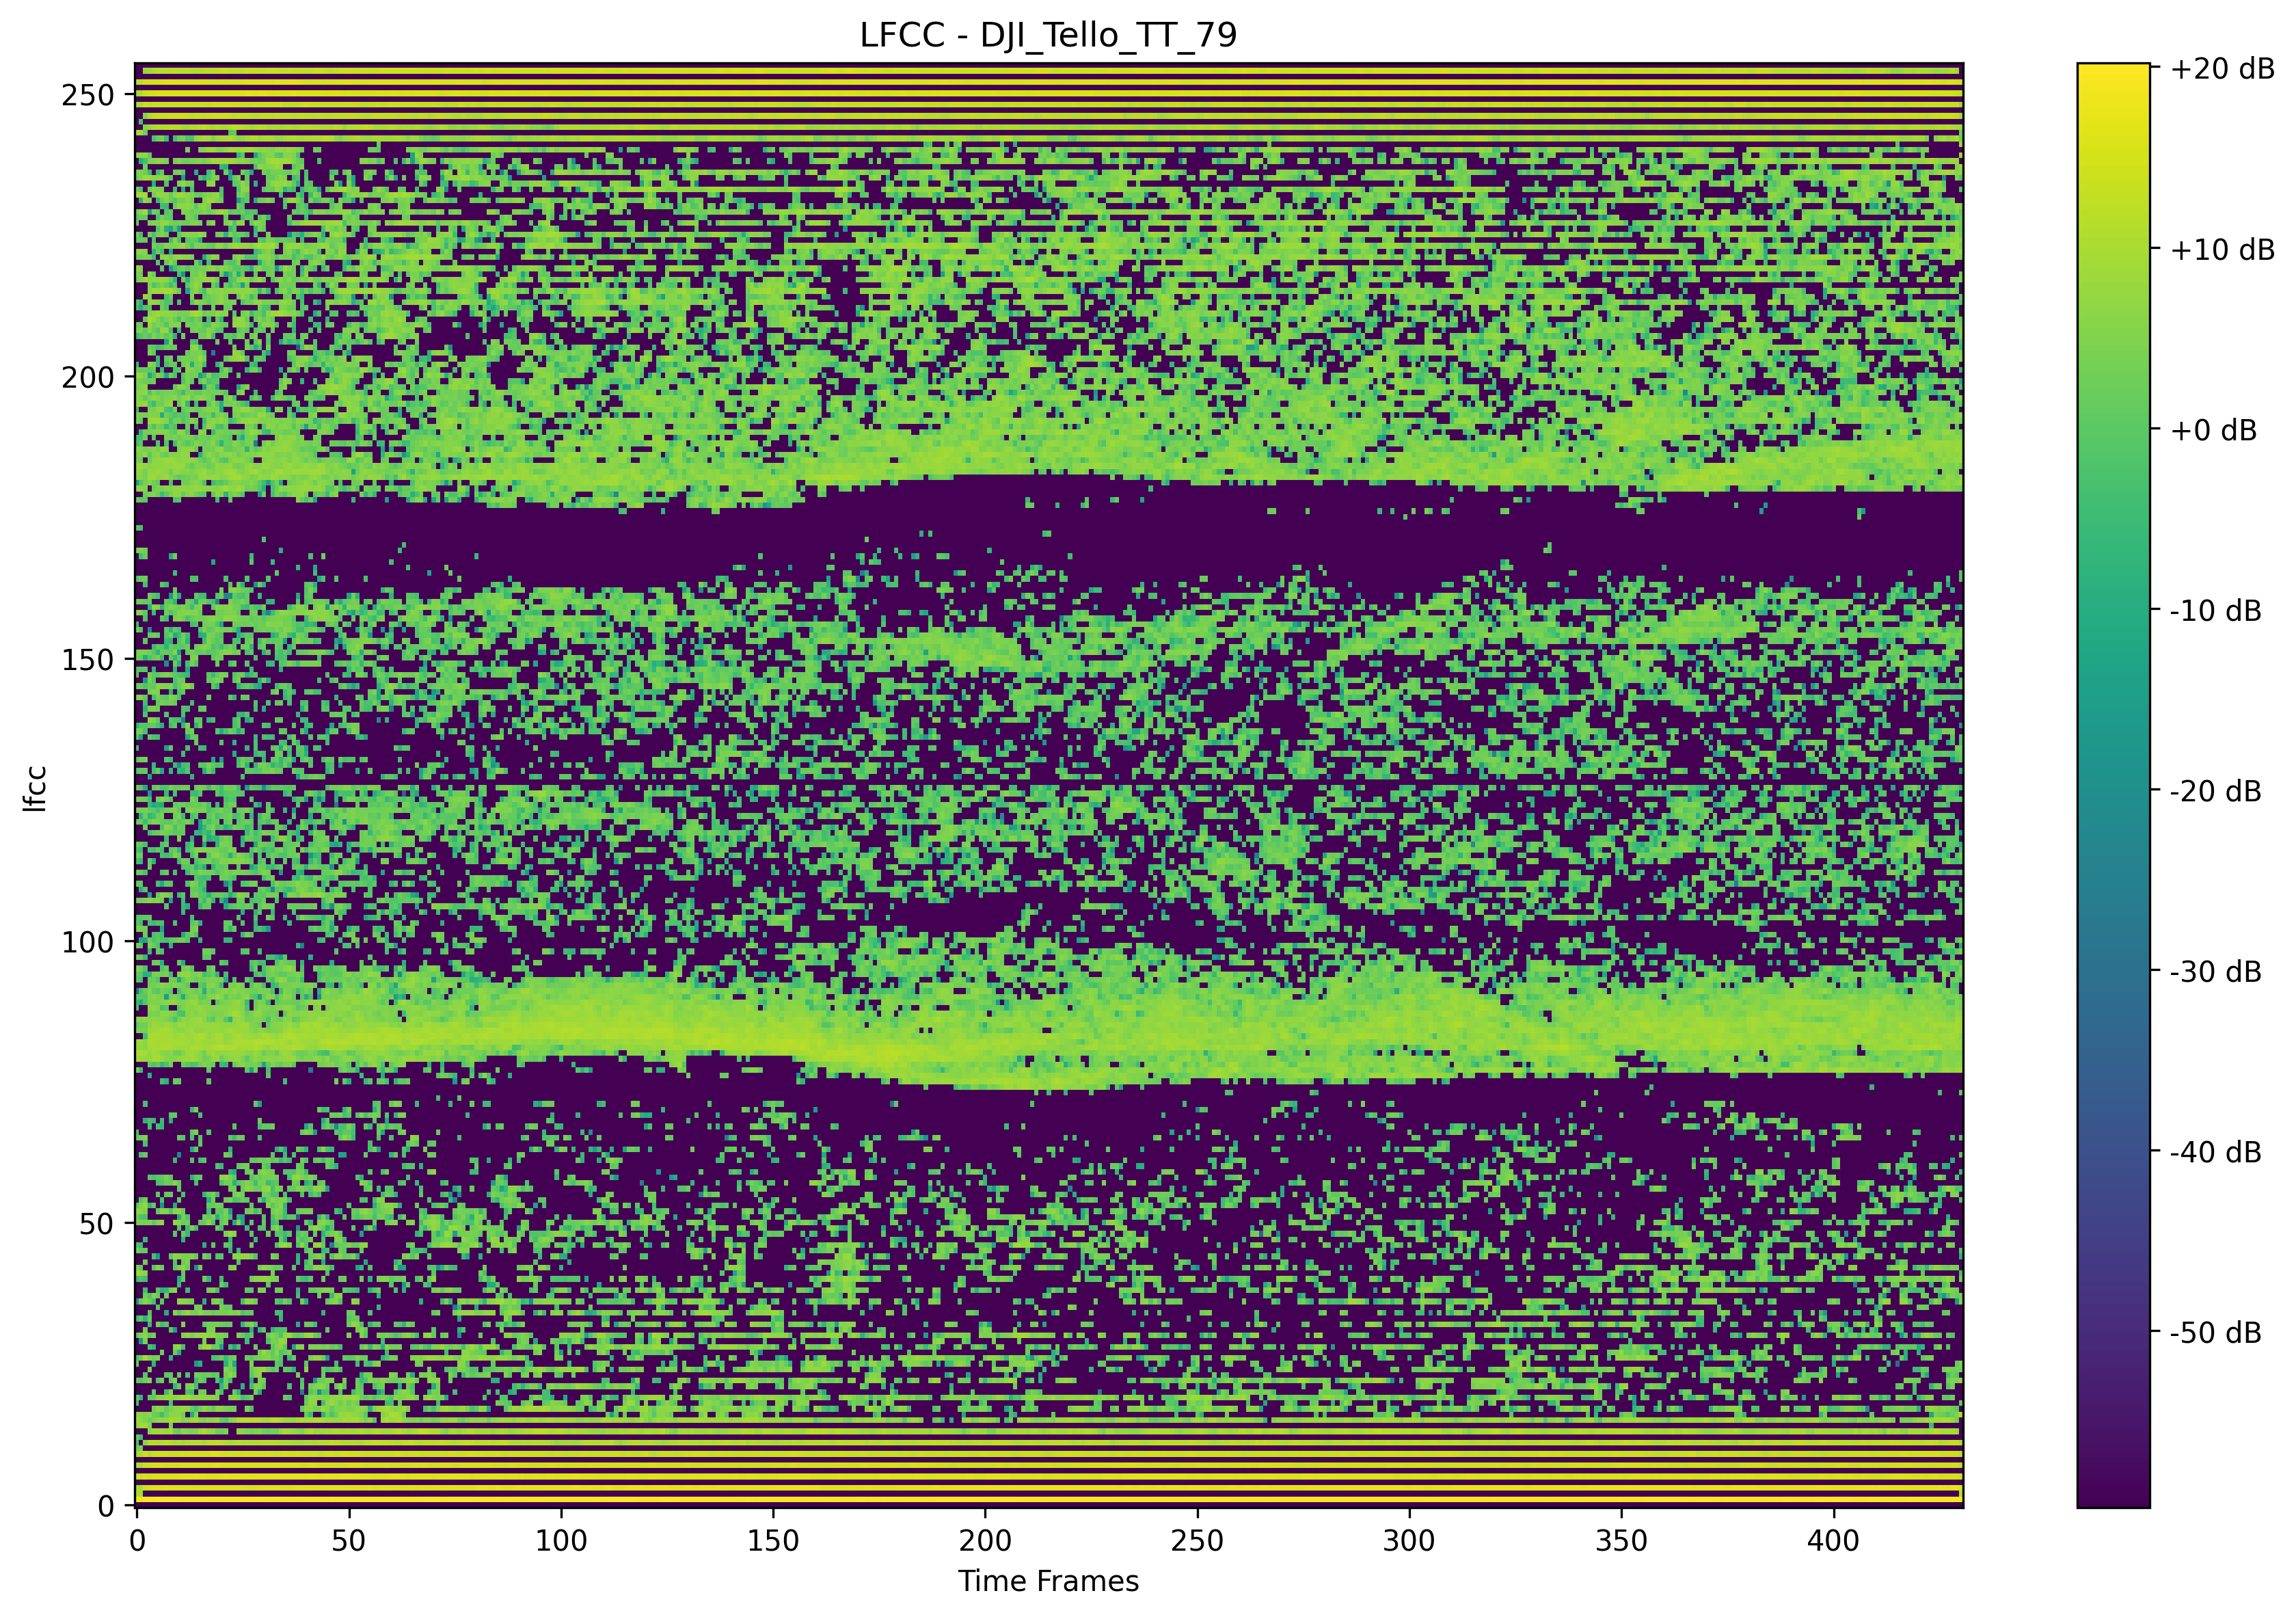 LFCC - DJI_Tello_TT_79
250
200
150
100
50
0
lfcc
0 50 100 150 200 250 300 350 400
Time Frames
+20 dB
+10 dB
+0 dB
-10 dB
-20 dB
-30 dB
-40 dB
-50 dB